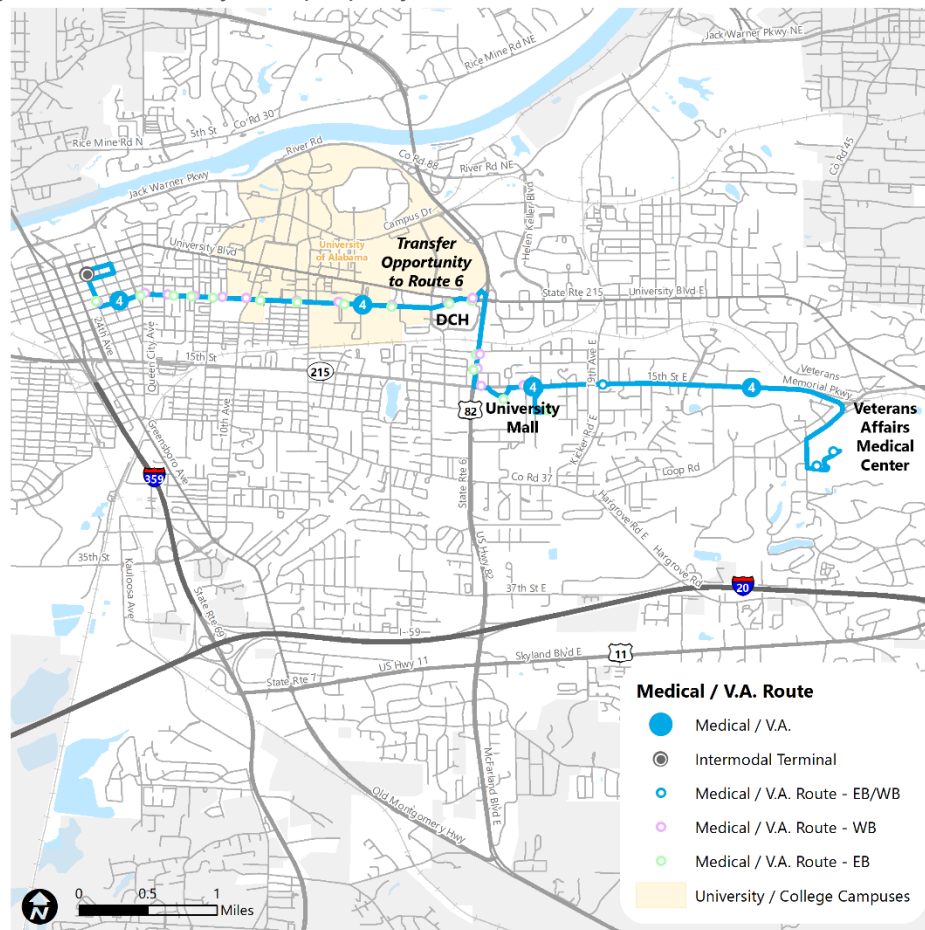 Jack Warner Pkwy NE
Rice Mine Rd NE
Co Rd 30
5th St
Rice Mine Rd N
River Rd
Co Rd 88
River Rd NE
Co Rd 45
Jack Warner Pkwy
Helen Keller Blvd
Campus Dr
University Blvd
University
of Alabama
Transfer
Opportunity
to Route 6
State Rte 215
University Blvd E
4
4
DCH
24th Ave
Queen City Ave
15th St
10th Ave
215
19th Ave E
15th St E
4
4
Veterans
Memorial Pkwy
82
University
Mall
Veterans
Affairs
Medical
Center
Greensboro Ave
Kicker Rd E
State Rte 6
Co Rd 37
Loop Rd
359
Hargrove Rd E
Hargrove Rd
35th St
Kauloosa Ave
US Hwy 82
37th St E
20
State Rte 69
I-59
Skyland Blvd E
11
US Hwy 11
State Rte 7
McFarland Blvd E
Old Montgomery Hwy
Medical / V.A. Route
Medical / V.A.
Intermodal Terminal
Medical / V.A. Route - EB/WB
Medical / V.A. Route - WB
Medical / V.A. Route - EB
University / College Campuses
N
0 0.5 1
Miles